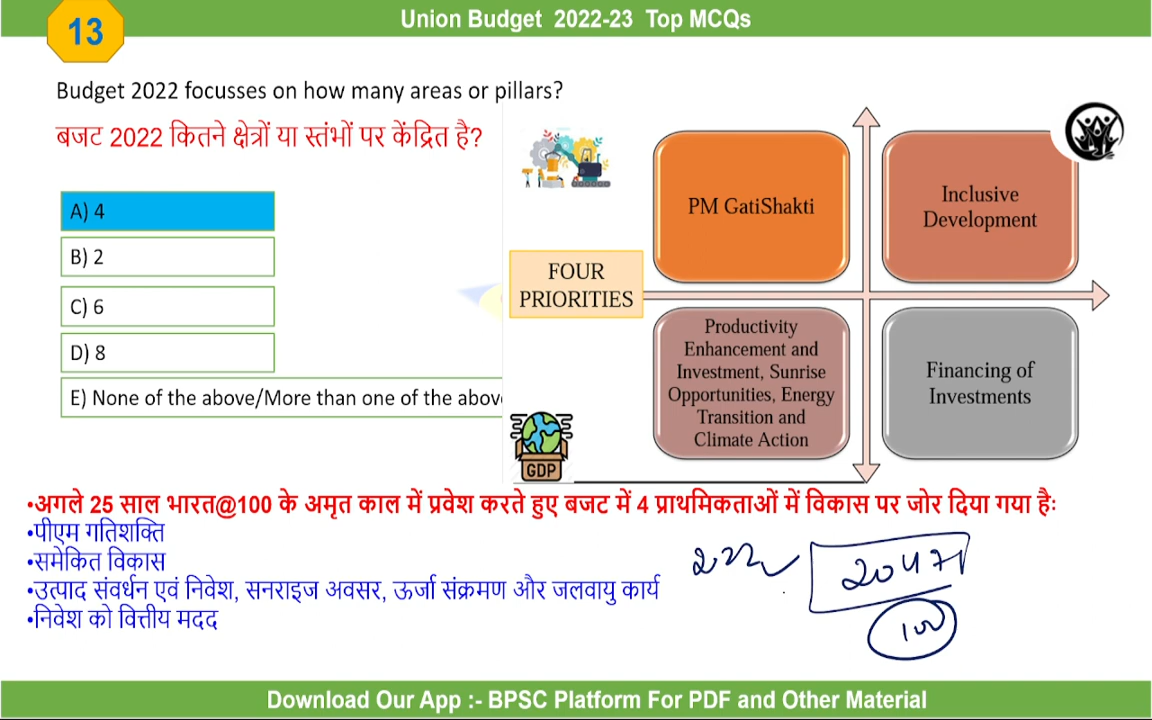 Union Budget 2022-23 Top MCQs
13
Budget 2022 focusses on how many areas or pillars?
बजट 2022 कितने क्षेत्रों या स्तंभों पर केंद्रित है?
A) 4
B) 2
C) 6
D) 8
E) None of the above/More than one of the abov
FOUR
PRIORITIES
PM GatiShakti
Inclusive
Development
Productivity
Enhancement and
Investment, Sunrise
Opportunities, Energy
Transition and
Climate Action
Financing of
Investments
GDP
•अगले 25 साल भारत@100 के अमृत काल में प्रवेश करते हुए बजट में 4 प्राथमिकताओं में विकास पर जोर दिया गया है:
•पीएम गतिशक्ति
•समेकित विकास
•उत्पाद संवर्धन एवं निवेश, सनराइज अवसर, ऊर्जा संक्रमण और जलवायु कार्य
•निवेश को वित्तीय मदद
2047
100
Download Our App :- BPSC Platform For PDF and Other Material